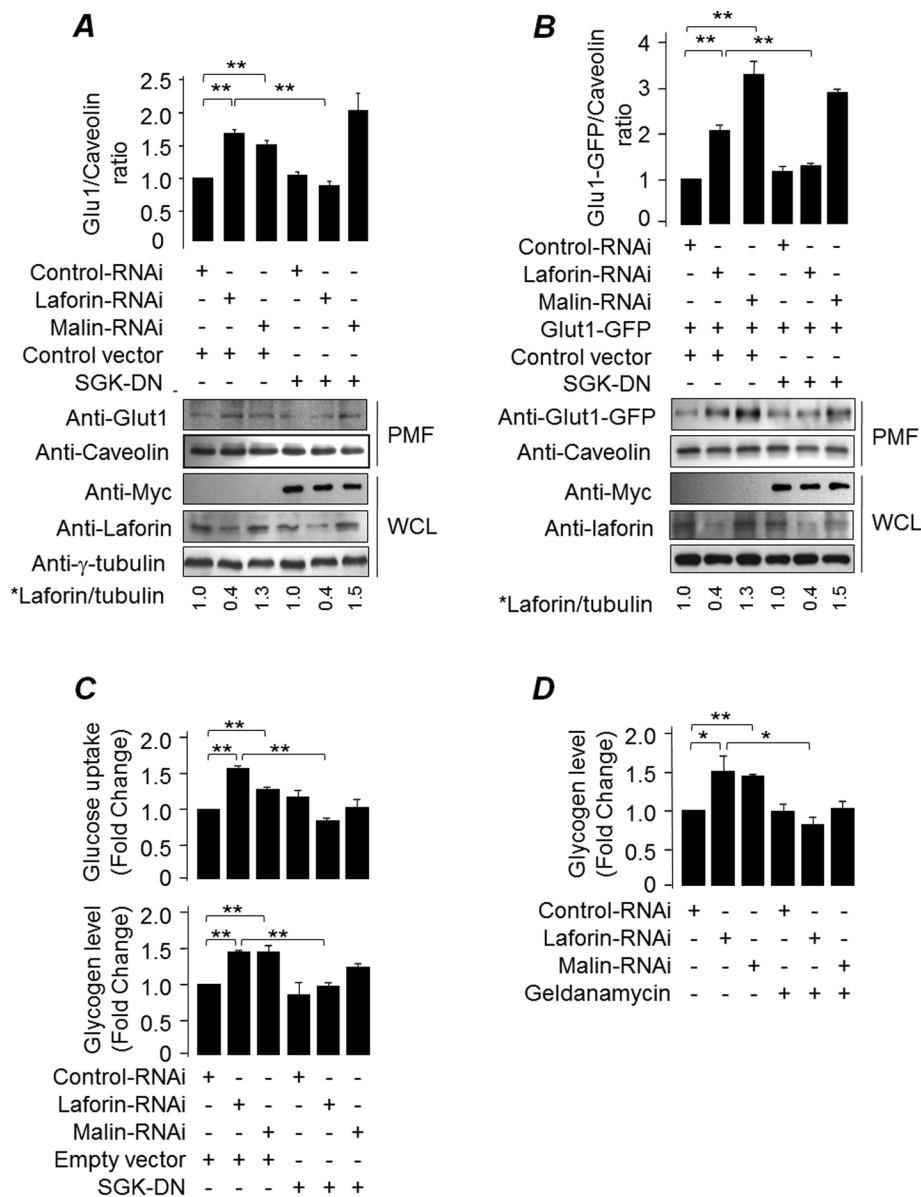 A
Glu1/Caveolin
ratio
2.5
2.0
1.5
1.0
0.5
0
**
**
**
Control-RNAi + - - + - -
Laforin-RNAi - + - - + -
Malin-RNAi - - + - - +
Control vector + + + - - -
SGK-DN - - - + + +
Anti-Glut1
Anti-Caveolin
PMF
Anti-Myc
Anti-Laforin
Anti-γ-tubulin
WCL
*Laforin/tubulin 1.0 0.4 1.3 1.0 0.4 1.5
B
Glu1-GFP/Caveolin
ratio
4
3
2
1
0
**
**
**
Control-RNAi + - - + - -
Laforin-RNAi - + - - + -
Malin-RNAi - - + - - +
Glut1-GFP + + + + + +
Control vector + + + - - -
SGK-DN - - - + + +
Anti-Glut1-GFP
Anti-Caveolin
PMF
Anti-Myc
Anti-laforin
WCL
*Laforin/tubulin 1.0 0.4 1.3 1.0 0.4 1.5
C
Glucose uptake
(Fold Change)
2.0
1.5
1.0
0.5
0
**
**
**
Glycogen level
(Fold Change)
2.0
1.5
1.0
0.5
0
**
**
**
Control-RNAi + - - + - -
Laforin-RNAi - + - - + -
Malin-RNAi - - + - - +
Empty vector + + + - - -
SGK-DN - - - + + +
D
Glycogen level
(Fold Change)
2.0
1.5
1.0
0.5
0
**
*
*
Control-RNAi + - - + - -
Laforin-RNAi - + - - + -
Malin-RNAi - - + - - +
Geldanamycin - - - + + +